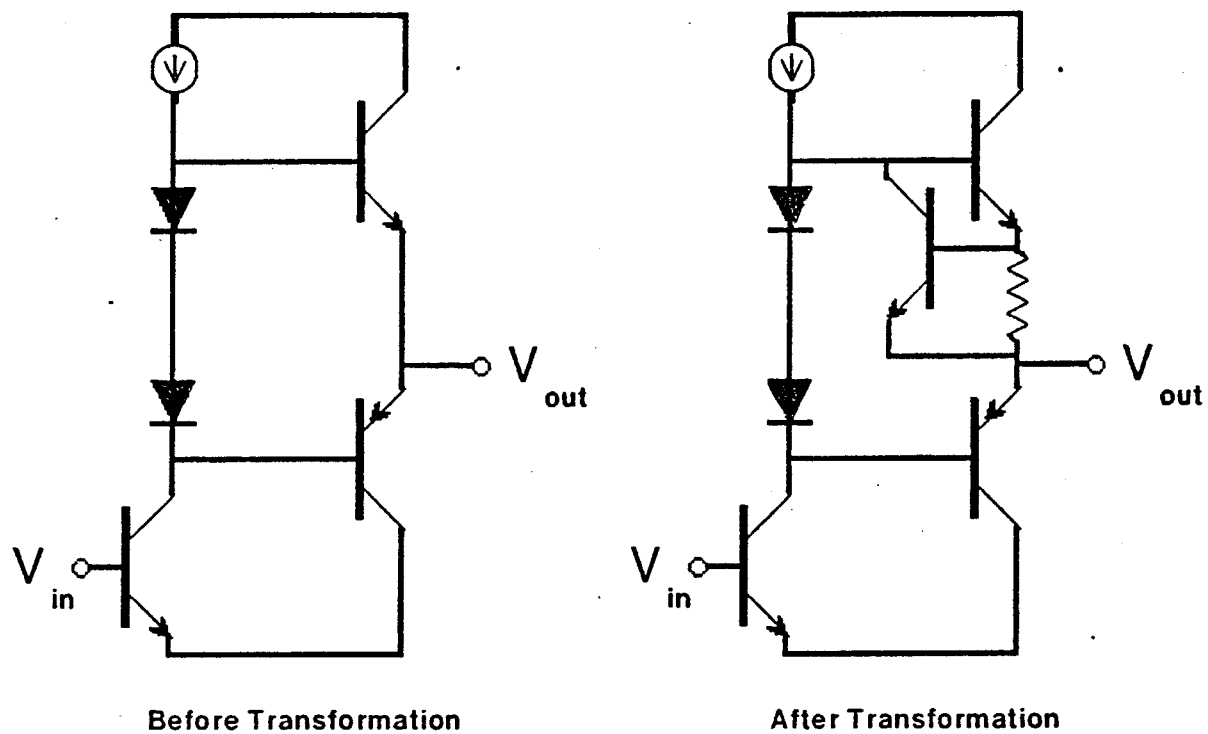 V out
V out
V in
V in
Before Transformation
After Transformation